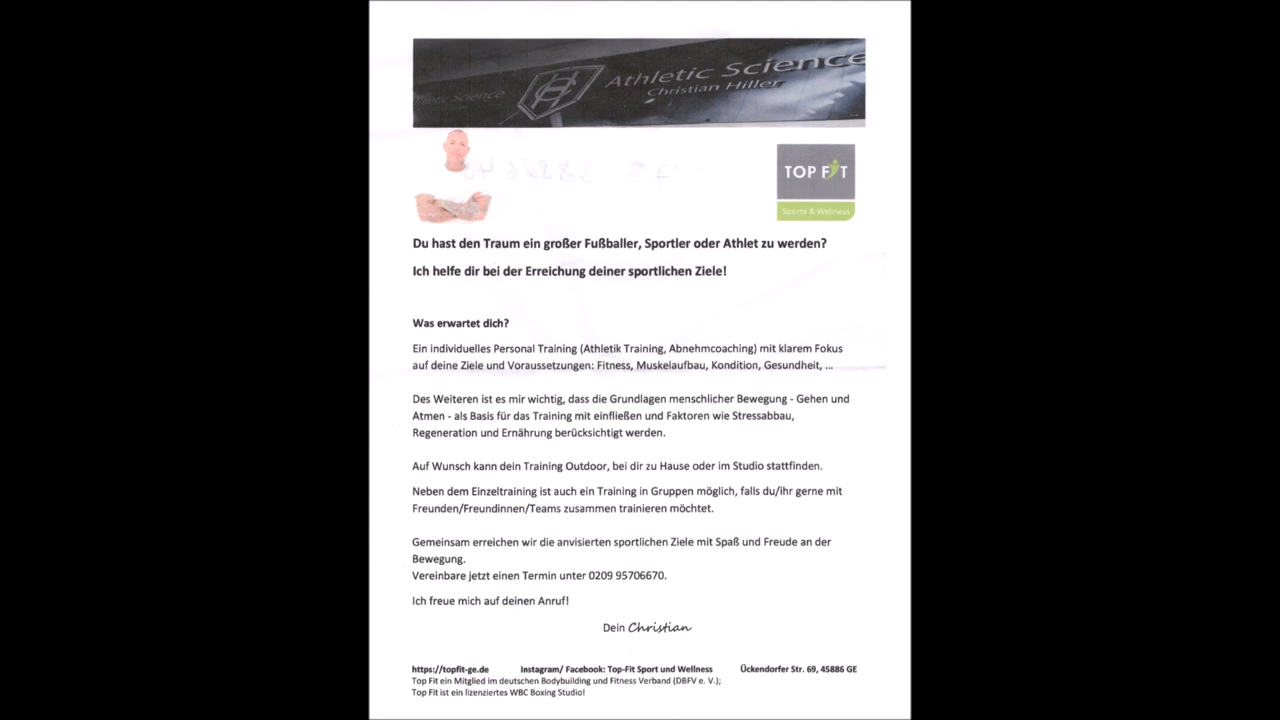 Athletic Science
Christian Hiller
Athletic Science
TOP FIT
Sports & Wellness
Du hast den Traum ein großer Fußballer, Sportler oder Athlet zu werden?
Ich helfe dir bei der Erreichung deiner sportlichen Ziele!
Was erwartet dich?
Ein individuelles Personal Training (Athletik Training, Abnehmcoaching) mit klarem Fokus
auf deine Ziele und Voraussetzungen: Fitness, Muskelaufbau, Kondition, Gesundheit, ...
Des Weiteren ist es mir wichtig, dass die Grundlagen menschlicher Bewegung - Gehen und
Atmen - als Basis für das Training mit einfließen und Faktoren wie Stressabbau,
Regeneration und Ernährung berücksichtigt werden.
Auf Wunsch kann dein Training Outdoor, bei dir zu Hause oder im Studio stattfinden.
Neben dem Einzeltraining ist auch ein Training in Gruppen möglich, falls du/ihr gerne mit
Freunden/Freundinnen/Teams zusammen trainieren möchtet.
Gemeinsam erreichen wir die anvisierten sportlichen Ziele mit Spaß und Freude an der
Bewegung.
Vereinbare jetzt einen Termin unter 0209 95706670.
Ich freue mich auf deinen Anruf!
Dein Christian
https://topfit-ge.de Instagram/ Facebook: Top-Fit Sport und Wellness Ückendorfer Str. 69, 45886 GE
Top Fit ein Mitglied im deutschen Bodybuilding und Fitness Verband (DBFV e. V.);
Top Fit ist ein lizenziertes WBC Boxing Studio!